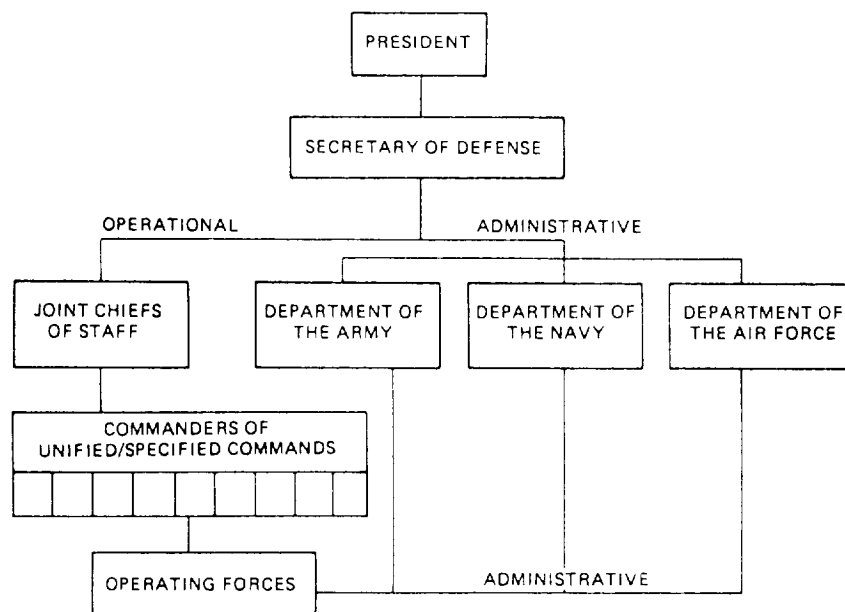 PRESIDENT
SECRETARY OF DEFENSE
OPERATIONAL
ADMINISTRATIVE
JOINT CHIEFS
OF STAFF
DEPARTMENT OF
THE ARMY
DEPARTMENT OF
THE NAVY
DEPARTMENT OF
THE AIR FORCE
COMMANDERS OF
UNIFIED/SPECIFIED COMMANDS
OPERATING FORCES
ADMINISTRATIVE